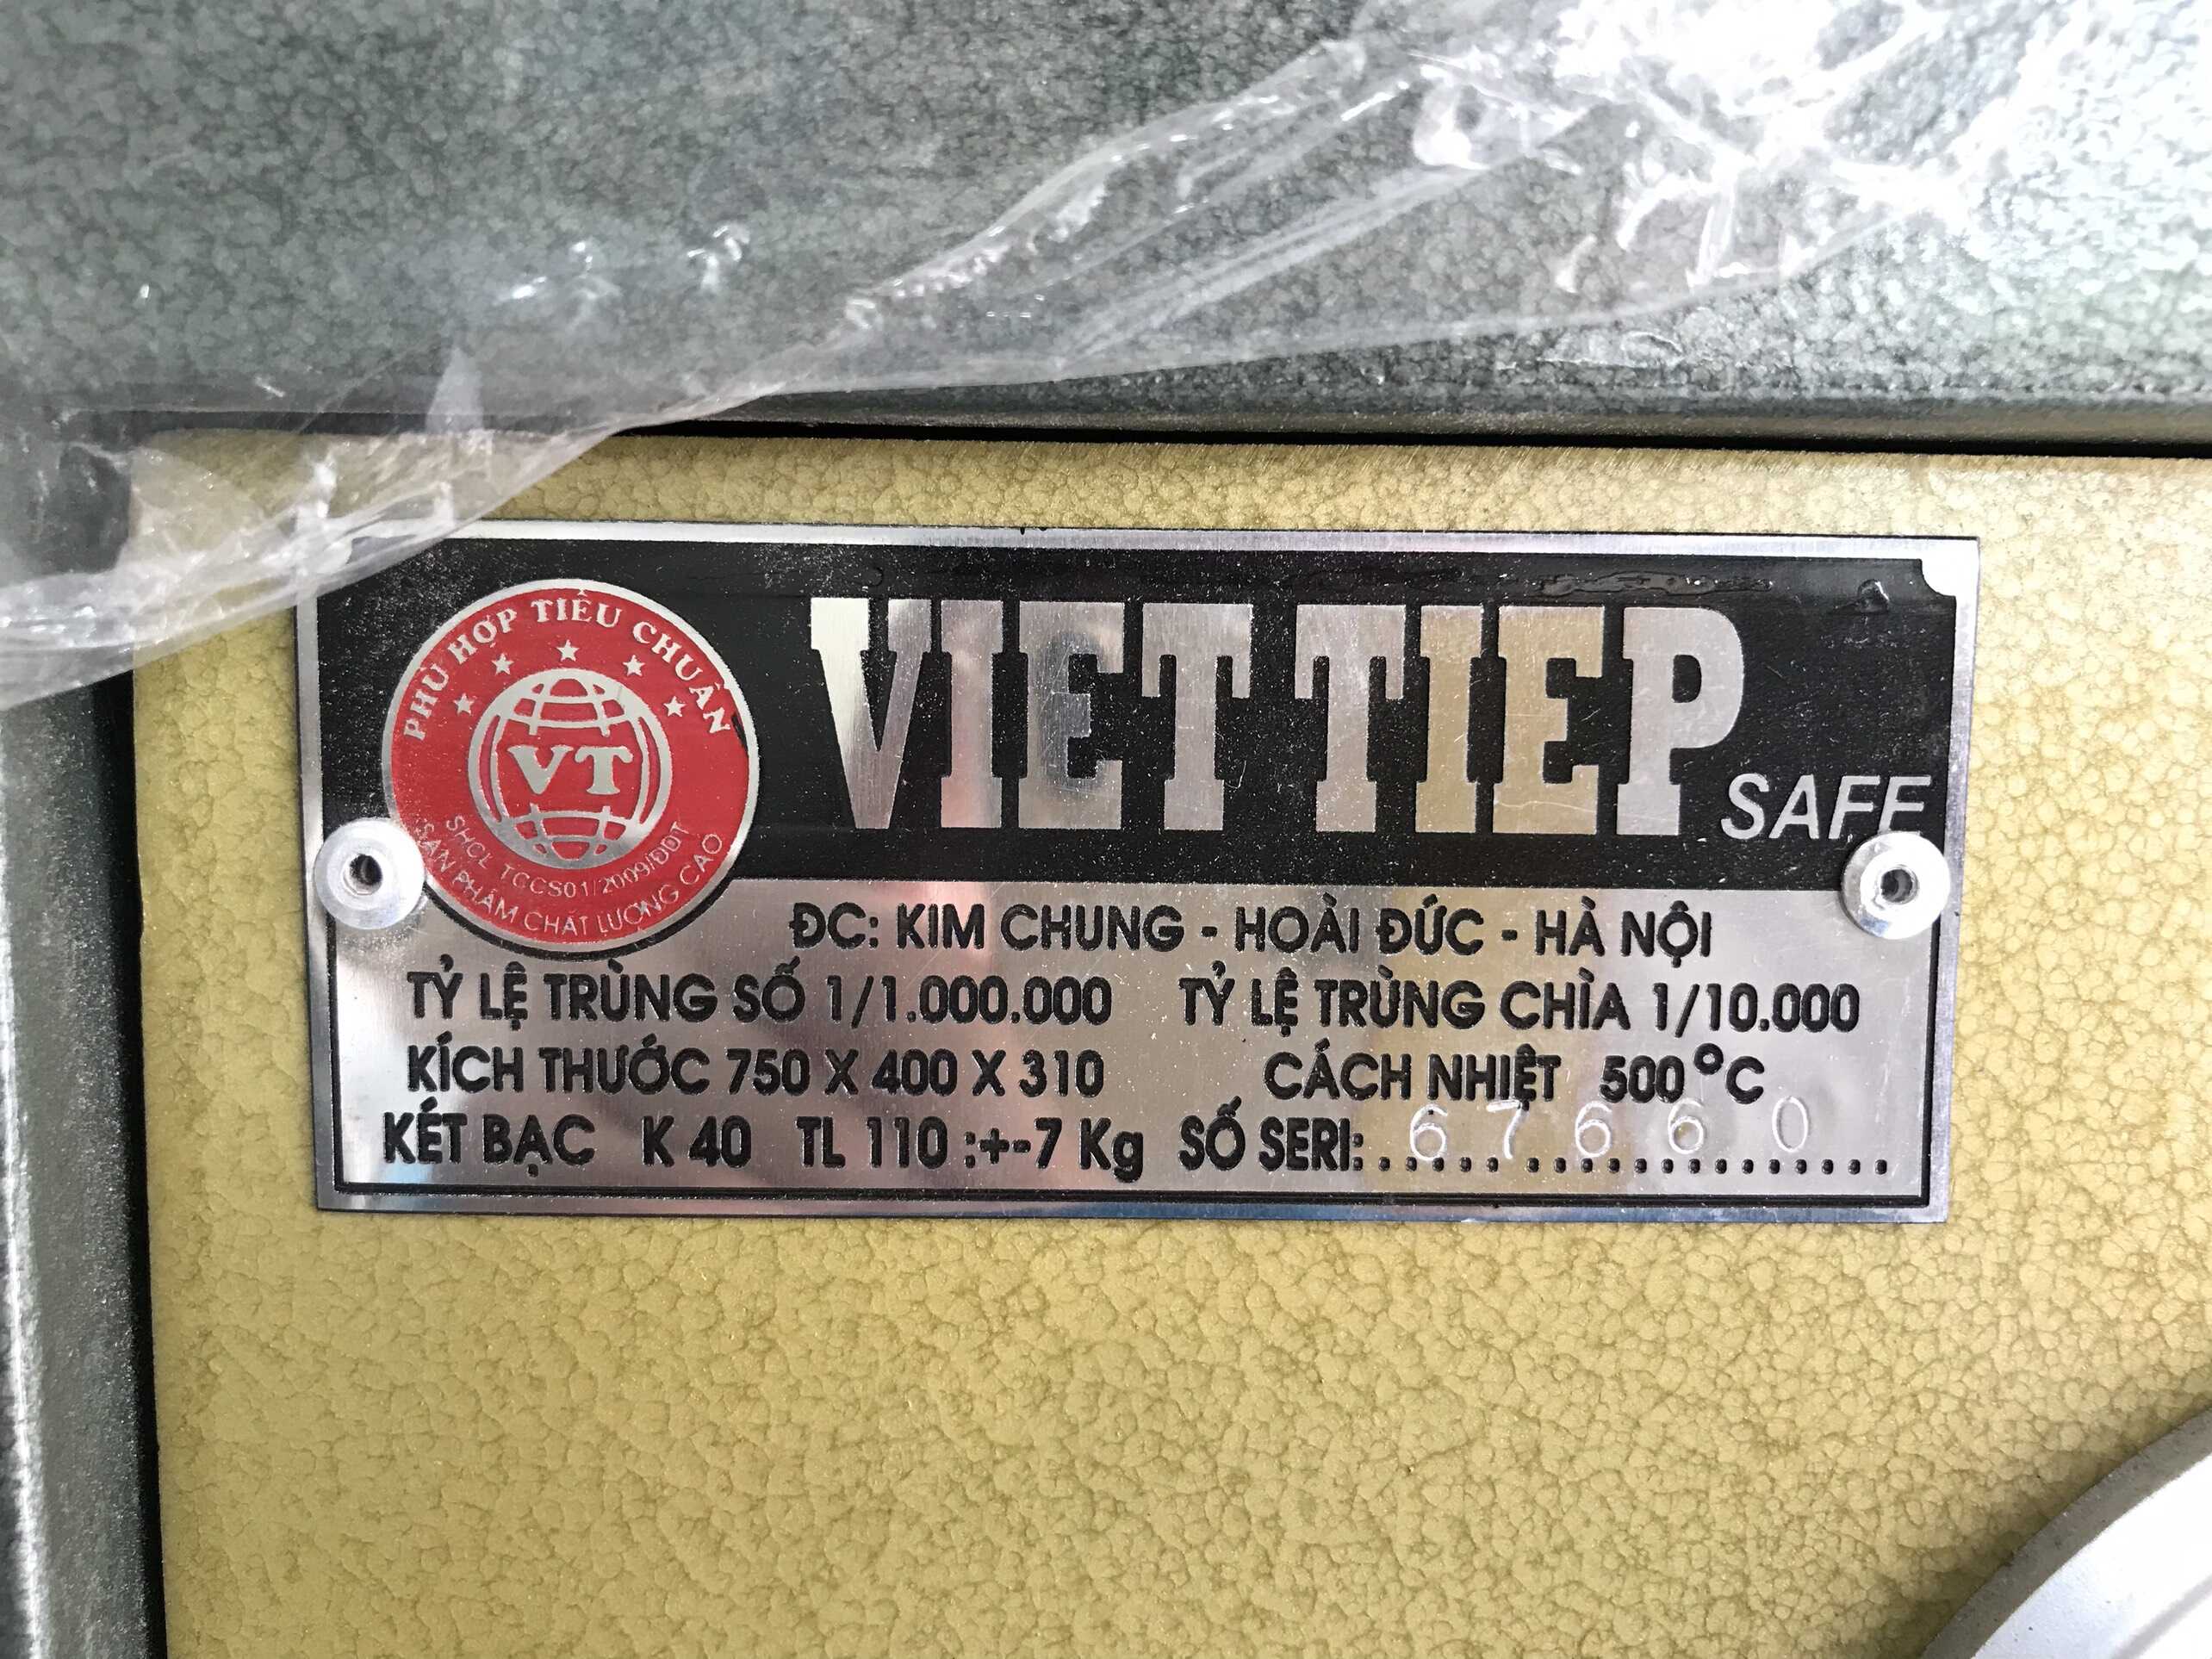 PHÙ HỢP TIÊU CHUẨN
VT
SHCL TCCS01/2009/ĐĐT
SẢN PHẨM CHẤT LƯỢNG CAO
VIET TIEP
SAFE
ĐC: KIM CHUNG - HOÀI ĐỨC - HÀ NỘI
TỶ LỆ TRÙNG SỐ 1/1.000.000 TỶ LỆ TRÙNG CHÌA 1/10.000
KÍCH THƯỚC 750 X 400 X 310 CÁCH NHIỆT 500°C
KÉT BẠC K 40 TL 110 :+-7 Kg SỐ SERI: 67660